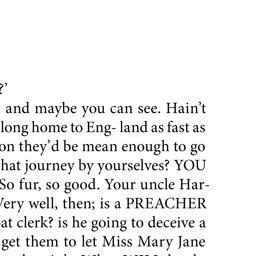 ?’
and maybe you can see. Hain’t
long home to Eng- land as fast as
on they’d be mean enough to go
hat journey by yourselves? YOU
So fur, so good. Your uncle Har-
Very well, then; is a PREACHER
at clerk? is he going to deceive a
get them to let Miss Mary Jane